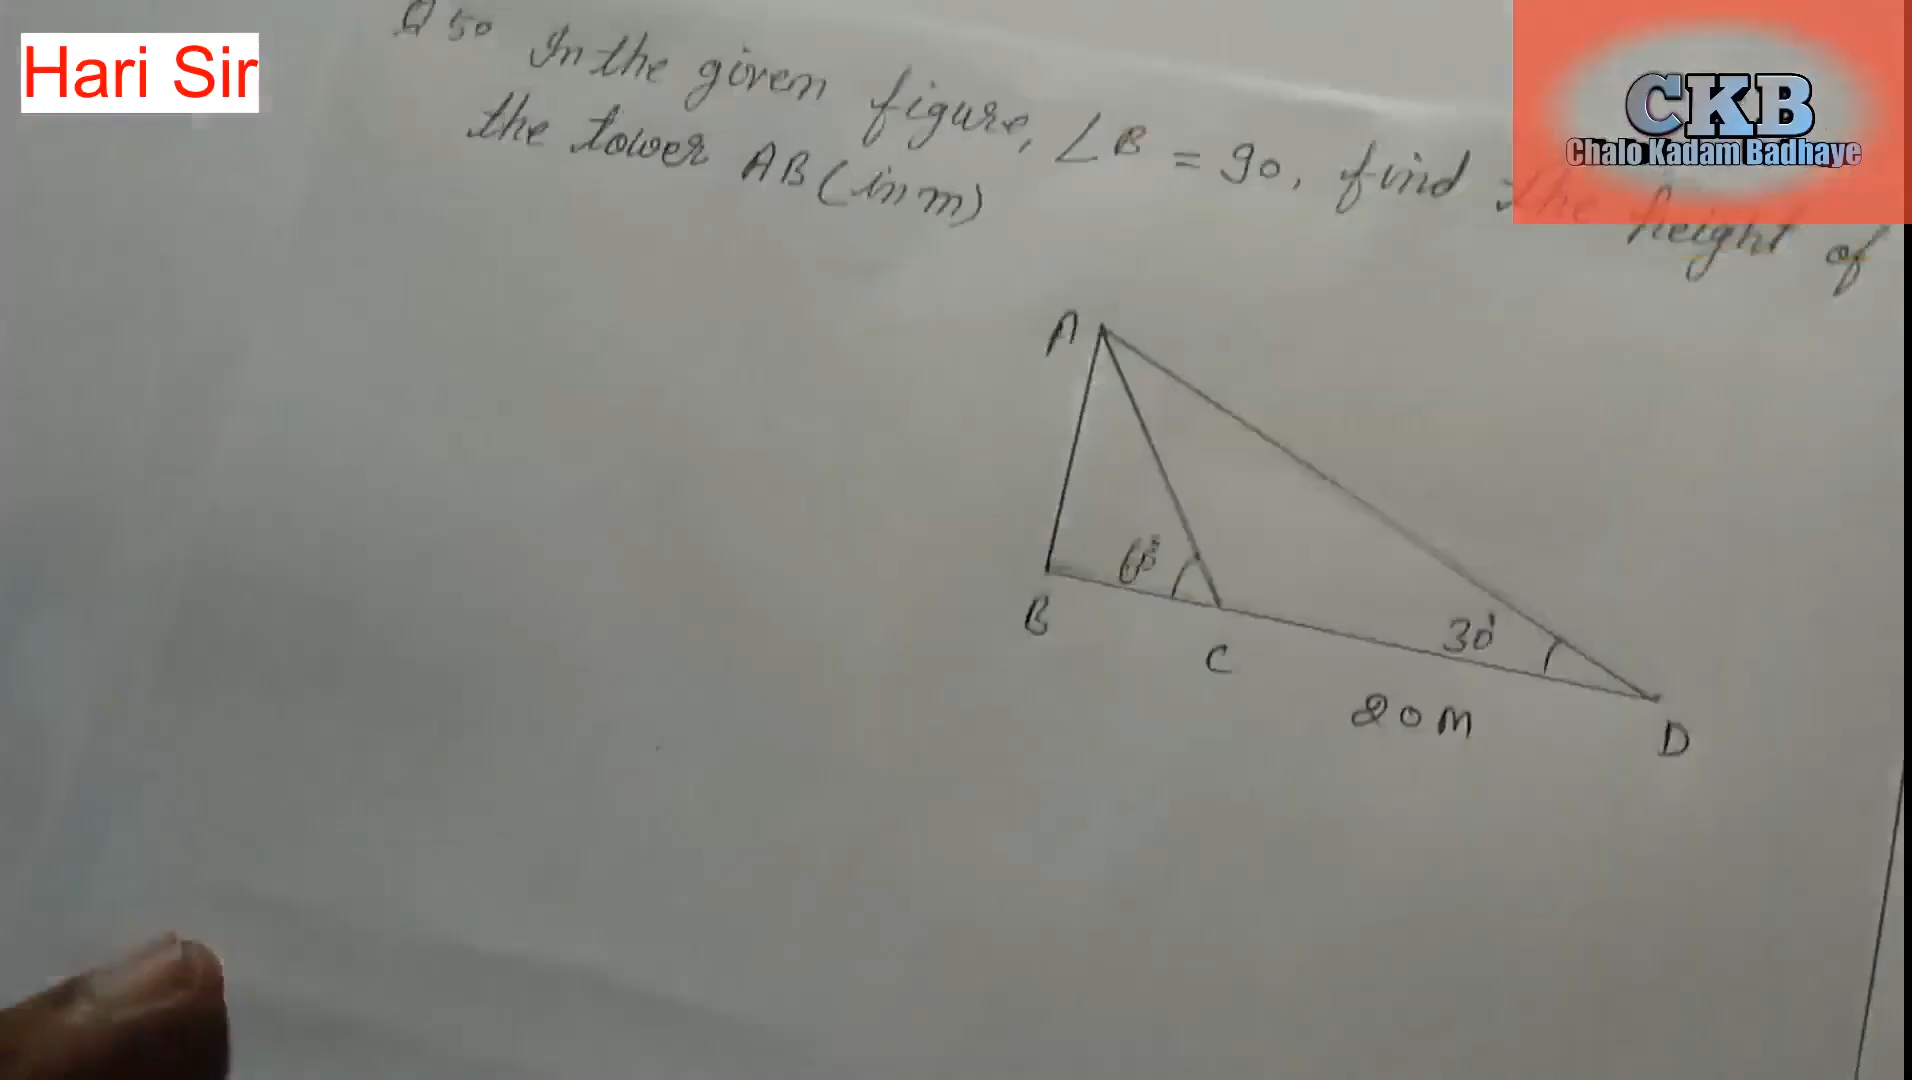 Hari Sir
CKB
Chalo Kadam Badhaye
Q 50 In the given figure, ∠B = 90, find the height of
the tower AB (in m)
A
60°
B
C
30°
20 M
D